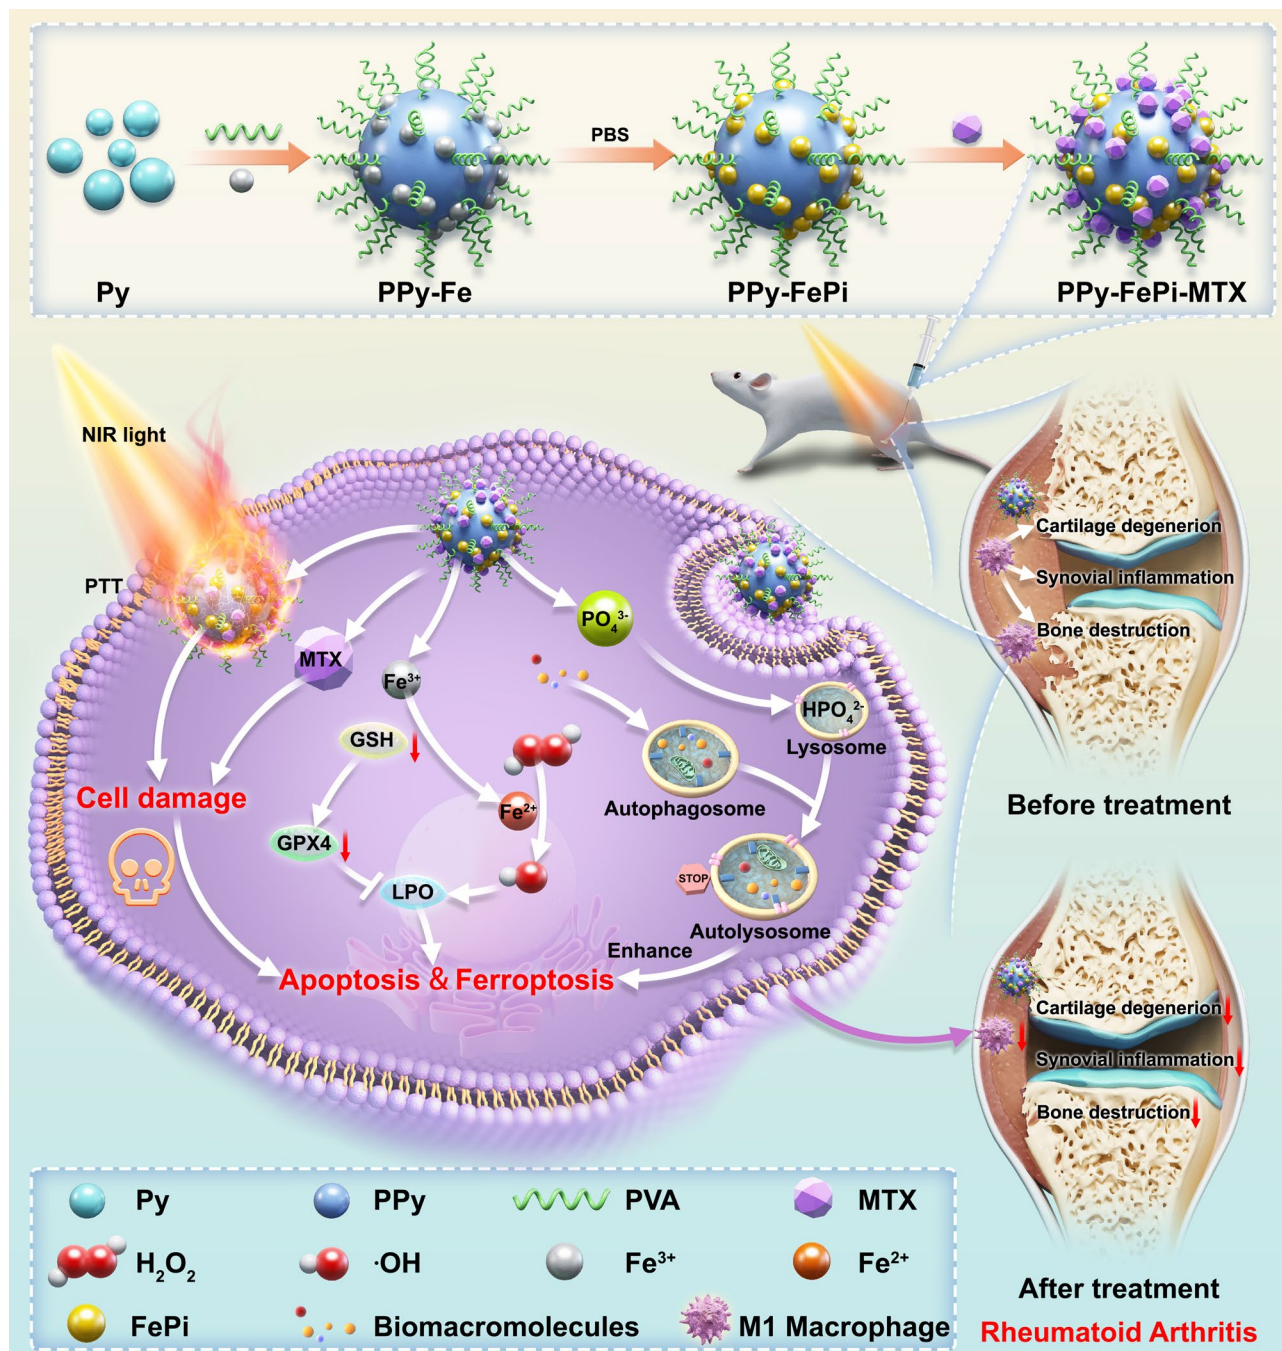 PBS
Py
PPy-Fe
PPy-FePi
PPy-FePi-MTX
NIR light
PTT
MTX
Fe³⁺
PO₄³⁻
HPO₄²⁻
Lysosome
GSH
Autophagosome
Cell damage
Fe²⁺
GPX4
LPO
STOP
Autolysosome
Enhance
Apoptosis & Ferroptosis
Cartilage degenerion
Synovial inflammation
Bone destruction
Before treatment
Cartilage degenerion
Synovial inflammation
Bone destruction
After treatment
Rheumatoid Arthritis
Py PPy PVA MTX
H₂O₂ ·OH Fe³⁺ Fe²⁺
FePi Biomacromolecules M1 Macrophage